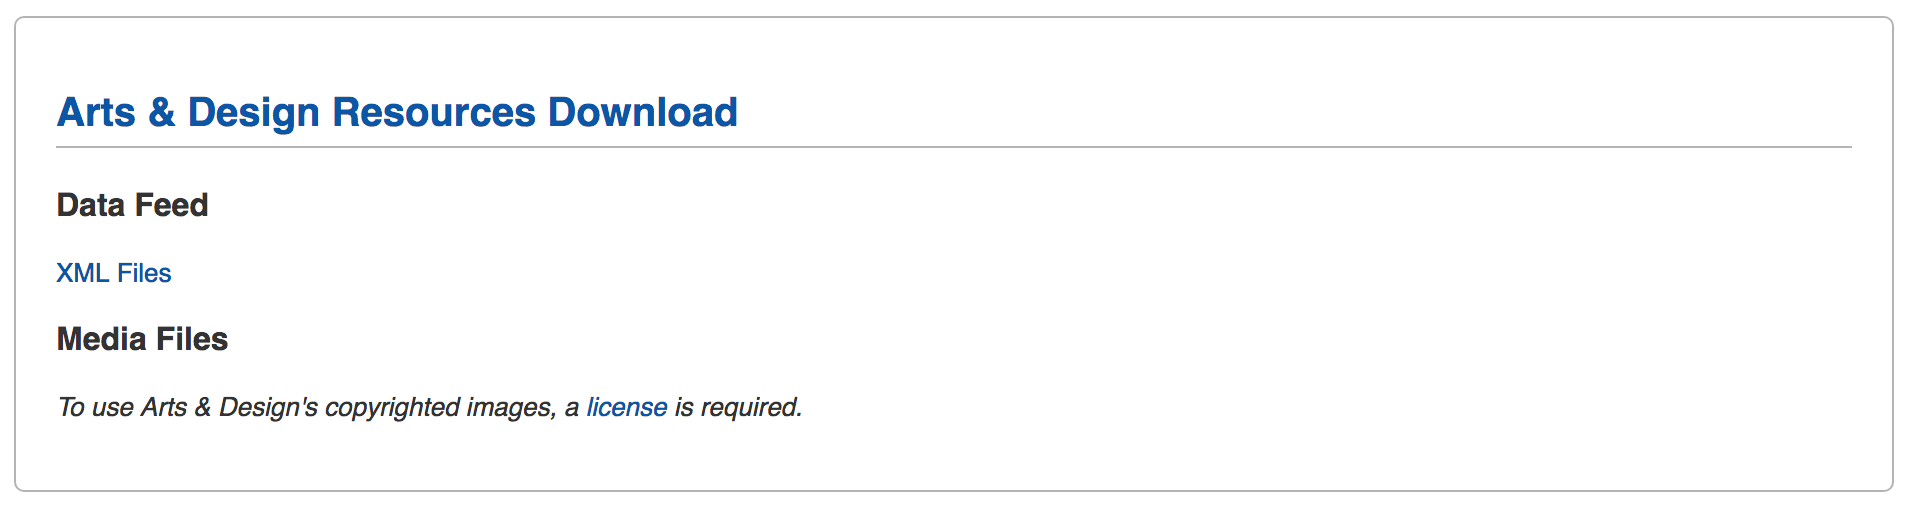 Arts & Design Resources Download
Data Feed
XML Files
Media Files
To use Arts & Design's copyrighted images, a license is required.